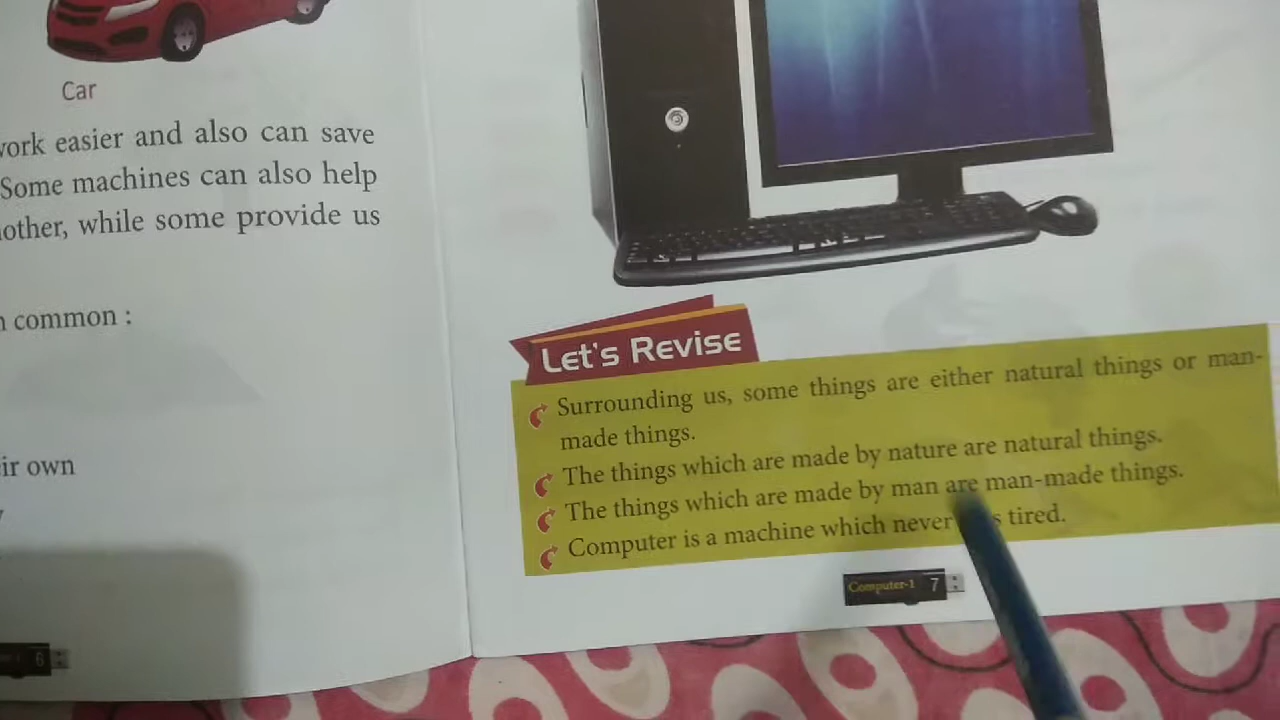 Car
work easier and also can save
Some machines can also help
while some provide us
common :
own
6
Let's Revise
Surrounding us, some things are either natural things or man-
made things.
The things which are made by nature are natural things.
The things which are made by man are man-made things.
Computer is a machine which never tired.
Computer-1 7